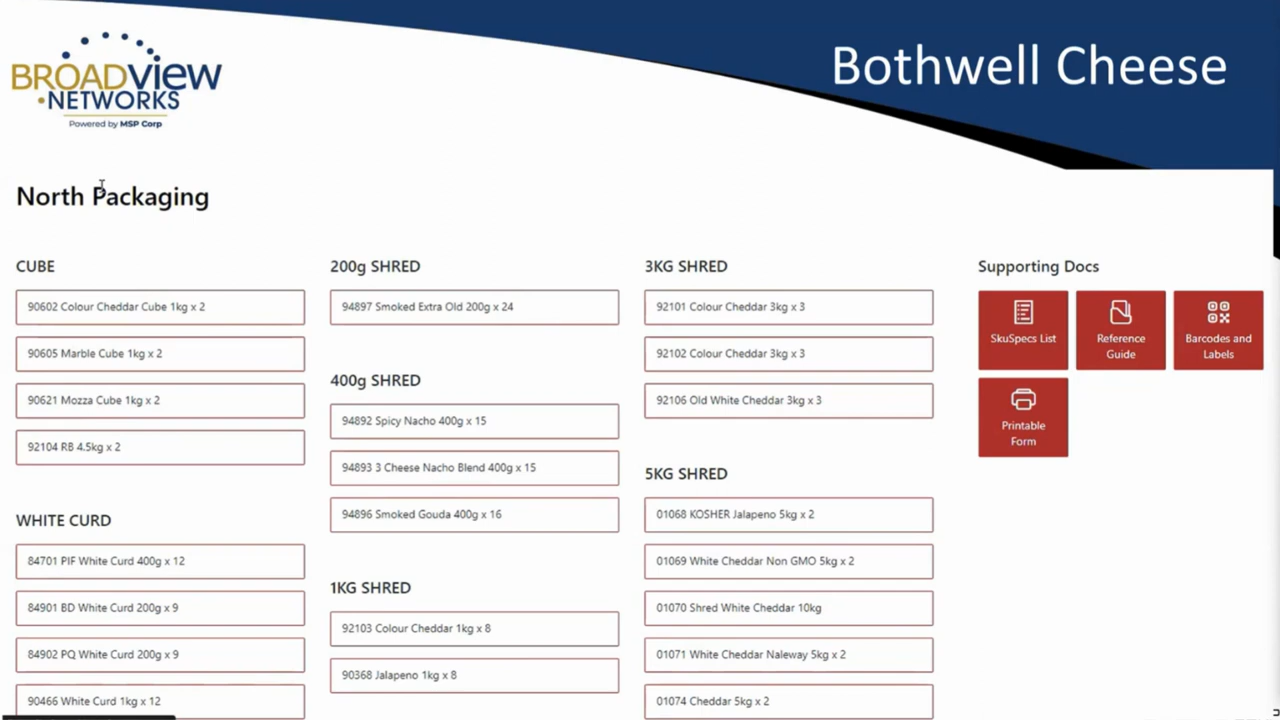 BROADVIEW
NETWORKS
Powered by MSP Corp
Bothwell Cheese
North Packaging
CUBE
90602 Colour Cheddar Cube 1kg x 2
90605 Marble Cube 1kg x 2
90621 Mozza Cube 1kg x 2
92104 RB 4.5kg x 2
WHITE CURD
84701 PIF White Curd 400g x 12
84901 BD White Curd 200g x 9
84902 PQ White Curd 200g x 9
90466 White Curd 1kg x 12
200g SHRED
94897 Smoked Extra Old 200g x 24
400g SHRED
94892 Spicy Nacho 400g x 15
94893 3 Cheese Nacho Blend 400g x 15
94896 Smoked Gouda 400g x 16
1KG SHRED
92103 Colour Cheddar 1kg x 8
90368 Jalapeno 1kg x 8
3KG SHRED
92101 Colour Cheddar 3kg x 3
92102 Colour Cheddar 3kg x 3
92106 Old White Cheddar 3kg x 3
5KG SHRED
01068 KOSHER Jalapeno 5kg x 2
01069 White Cheddar Non GMO 5kg x 2
01070 Shred White Cheddar 10kg
01071 White Cheddar Naleway 5kg x 2
01074 Cheddar 5kg x 2
Supporting Docs
SkuSpecs List
Reference
Guide
Barcodes and
Labels
Printable
Form